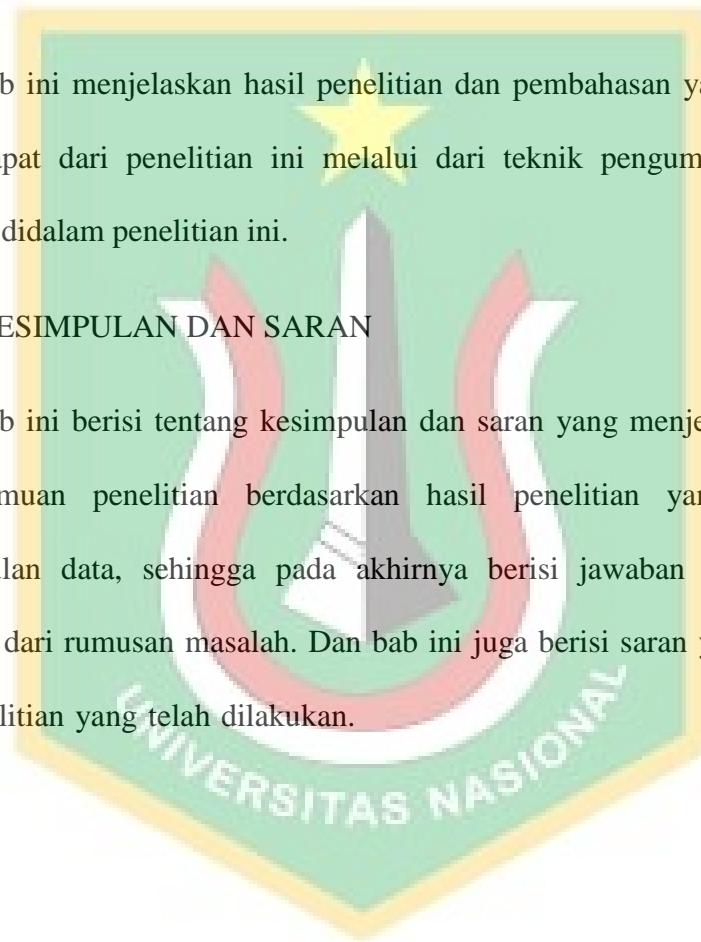 b ini menjelaskan hasil penelitian dan pembahasan ya
pat dari penelitian ini melalui dari teknik pengum
didalam penelitian ini.
ESIMPULAN DAN SARAN
b ini berisi tentang kesimpulan dan saran yang menje
muan penelitian berdasarkan hasil penelitian yan
lan data, sehingga pada akhirnya berisi jawaban
dari rumusan masalah. Dan bab ini juga berisi saran y
litian yang telah dilakukan.
UNIVERSITAS NASIONAL